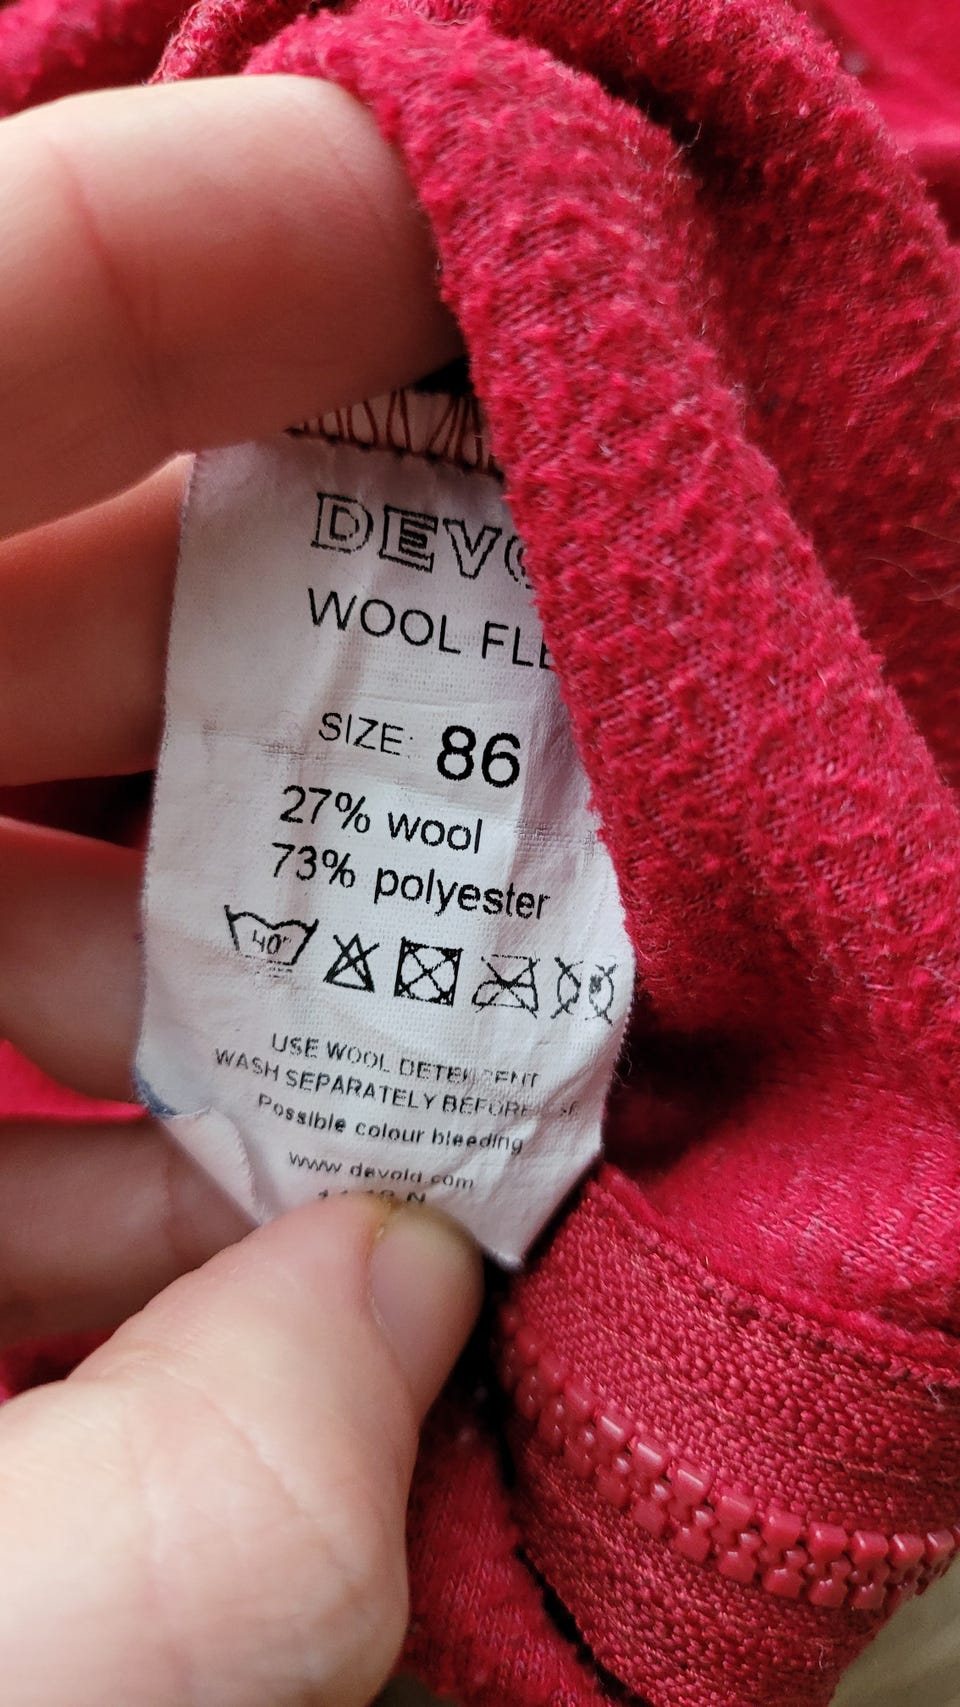 DEVO
WOOL FLE
SIZE: 86
27% wool
73% polyester
40°
USE WOOL DETERGENT
WASH SEPARATELY BEFORE
Possible colour bleeding
www.devold.com